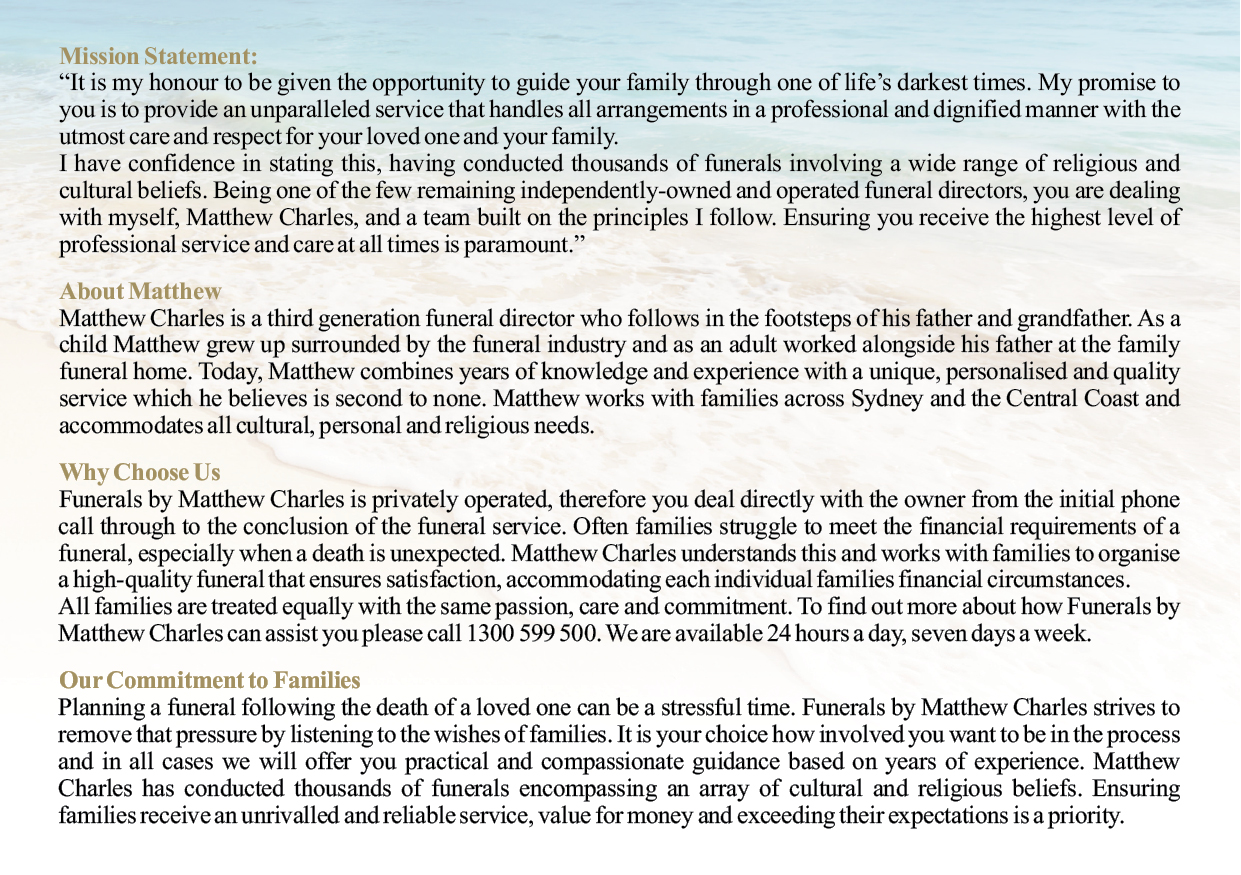 Mission Statement:
“It is my honour to be given the opportunity to guide your family through one of life’s darkest times. My promise to
you is to provide an unparalleled service that handles all arrangements in a professional and dignified manner with the
utmost care and respect for your loved one and your family.
I have confidence in stating this, having conducted thousands of funerals involving a wide range of religious and
cultural beliefs. Being one of the few remaining independently-owned and operated funeral directors, you are dealing
with myself, Matthew Charles, and a team built on the principles I follow. Ensuring you receive the highest level of
professional service and care at all times is paramount.”
About Matthew
Matthew Charles is a third generation funeral director who follows in the footsteps of his father and grandfather. As a
child Matthew grew up surrounded by the funeral industry and as an adult worked alongside his father at the family
funeral home. Today, Matthew combines years of knowledge and experience with a unique, personalised and quality
service which he believes is second to none. Matthew works with families across Sydney and the Central Coast and
accommodates all cultural, personal and religious needs.
Why Choose Us
Funerals by Matthew Charles is privately operated, therefore you deal directly with the owner from the initial phone
call through to the conclusion of the funeral service. Often families struggle to meet the financial requirements of a
funeral, especially when a death is unexpected. Matthew Charles understands this and works with families to organise
a high-quality funeral that ensures satisfaction, accommodating each individual families financial circumstances.
All families are treated equally with the same passion, care and commitment. To find out more about how Funerals by
Matthew Charles can assist you please call 1300 599 500. We are available 24 hours a day, seven days a week.
Our Commitment to Families
Planning a funeral following the death of a loved one can be a stressful time. Funerals by Matthew Charles strives to
remove that pressure by listening to the wishes of families. It is your choice how involved you want to be in the process
and in all cases we will offer you practical and compassionate guidance based on years of experience. Matthew
Charles has conducted thousands of funerals encompassing an array of cultural and religious beliefs. Ensuring
families receive an unrivalled and reliable service, value for money and exceeding their expectations is a priority.